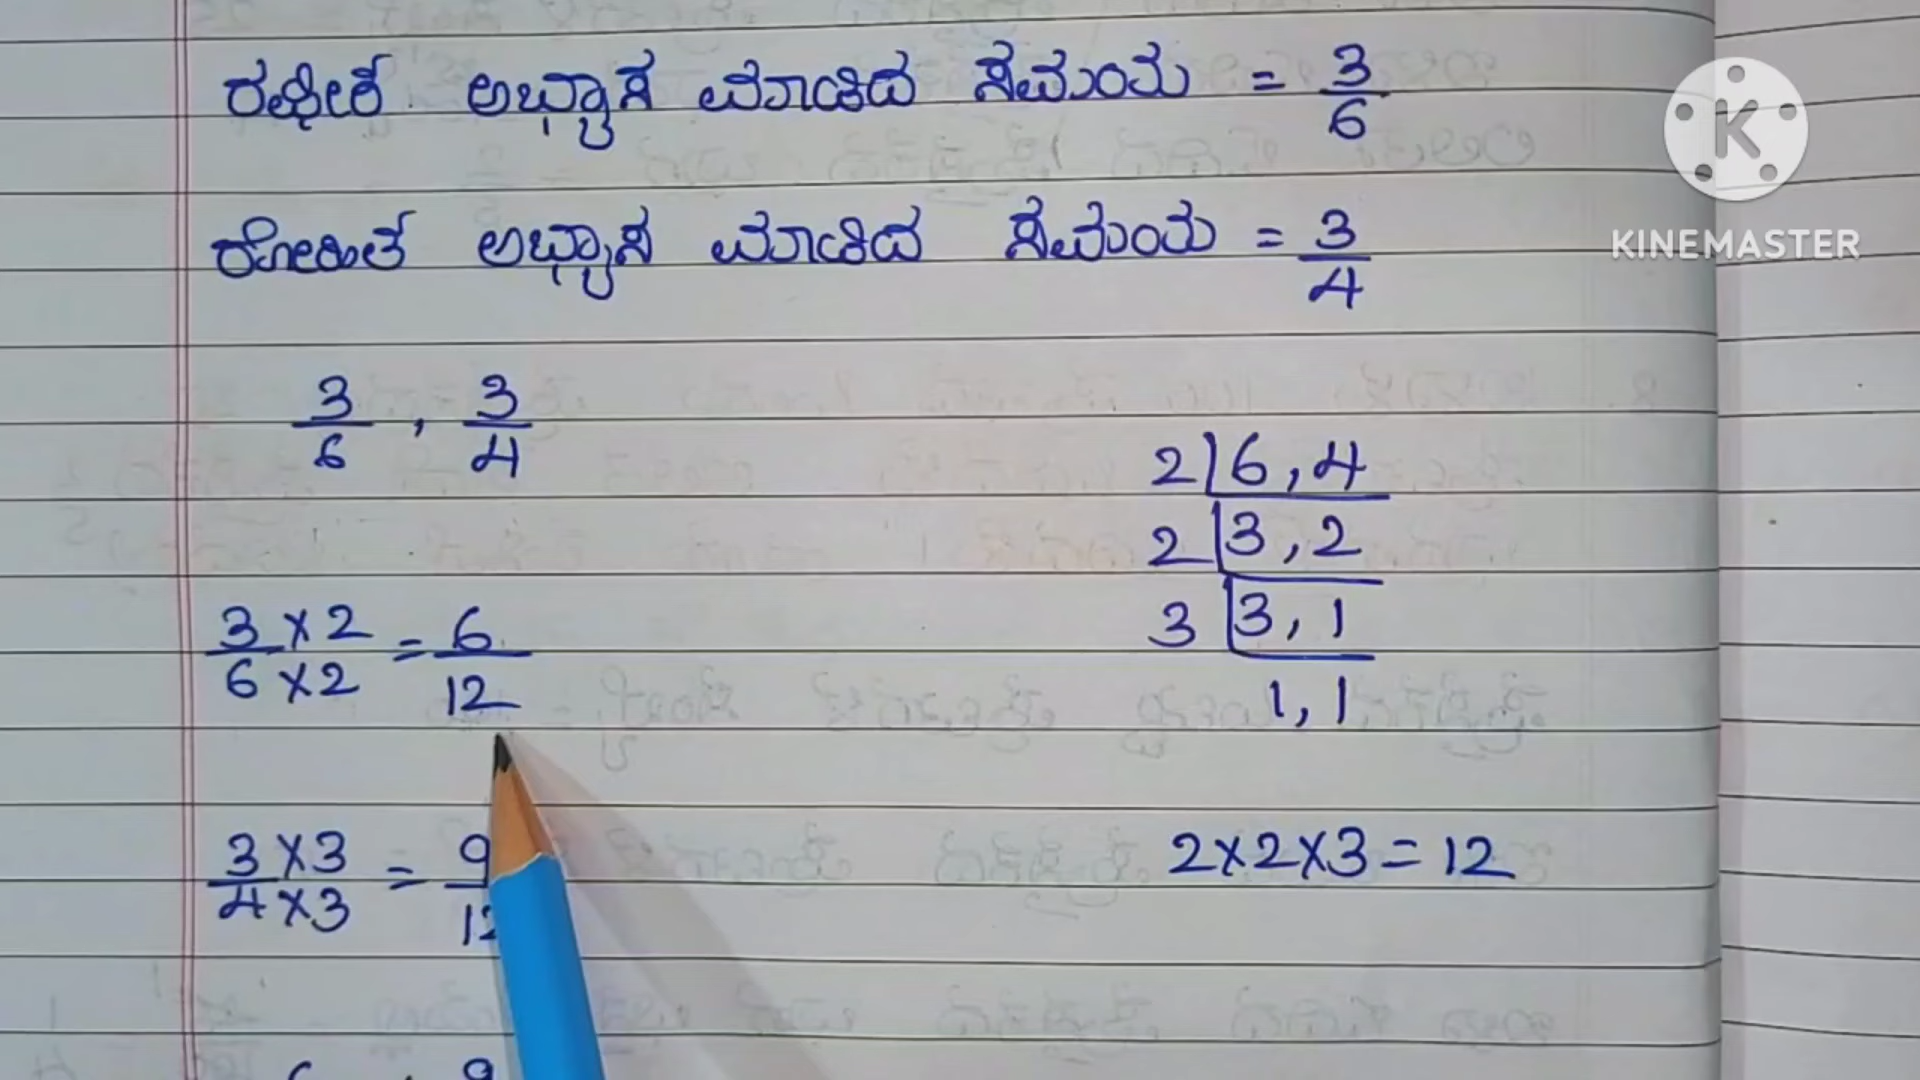 ರಫೀಕ್ ಅಭ್ಯಾಸ ಮಾಡಿದ ಸಮಯ = 3/6
ರೋಹಿತ್ ಅಭ್ಯಾಸ ಮಾಡಿದ ಸಮಯ = 3/4
3/6 , 3/4
2 | 6 , 4
2 | 3 , 2
3 | 3 , 1
1 , 1
3 × 2 / 6 × 2 = 6/12
3 × 3 / 4 × 3 = 9/12
2 × 2 × 3 = 12
K
KINEMASTER